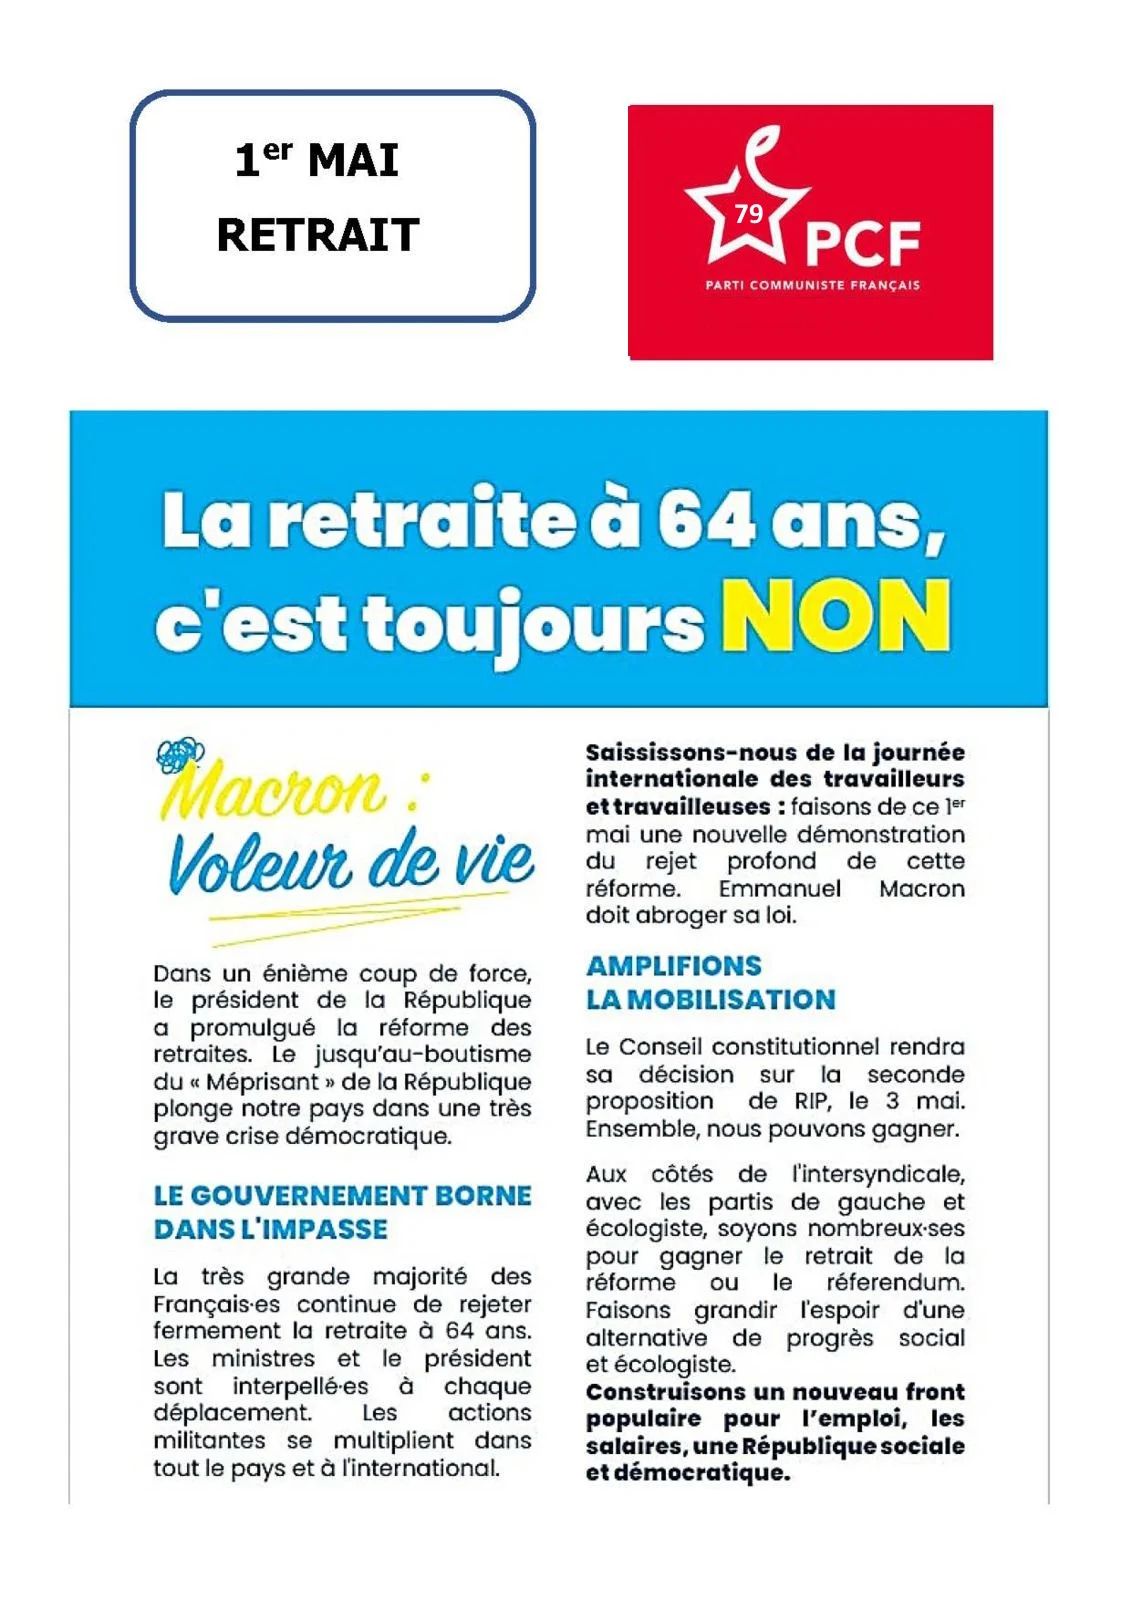 1er MAI
RETRAIT
79
PCF
PARTI COMMUNISTE FRANÇAIS
La retraite à 64 ans,
c'est toujours NON
Macron :
Voleur de vie
Dans un énième coup de force,
le président de la République
a promulgué la réforme des
retraites. Le jusqu'au-boutisme
du « Méprisant » de la République
plonge notre pays dans une très
grave crise démocratique.
LE GOUVERNEMENT BORNE
DANS L'IMPASSE
La très grande majorité des
Français·es continue de rejeter
fermement la retraite à 64 ans.
Les ministres et le président
sont interpellé·es à chaque
déplacement. Les actions
militantes se multiplient dans
tout le pays et à l'international.
Saississons-nous de la journée
internationale des travailleurs
et travailleuses : faisons de ce 1er
mai une nouvelle démonstration
du rejet profond de cette
réforme. Emmanuel Macron
doit abroger sa loi.
AMPLIFIONS
LA MOBILISATION
Le Conseil constitutionnel rendra
sa décision sur la seconde
proposition de RIP, le 3 mai.
Ensemble, nous pouvons gagner.
Aux côtés de l'intersyndicale,
avec les partis de gauche et
écologiste, soyons nombreux·ses
pour gagner le retrait de la
réforme ou le réferendum.
Faisons grandir l'espoir d'une
alternative de progrès social
et écologiste.
Construisons un nouveau front
populaire pour l'emploi, les
salaires, une République sociale
et démocratique.